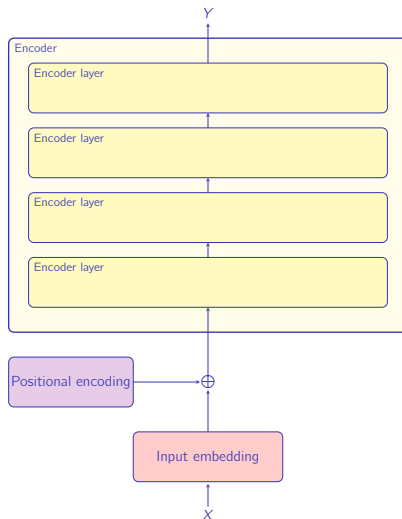 Y
Encoder
Encoder layer
Encoder layer
Encoder layer
Encoder layer
Positional encoding
Input embedding
X